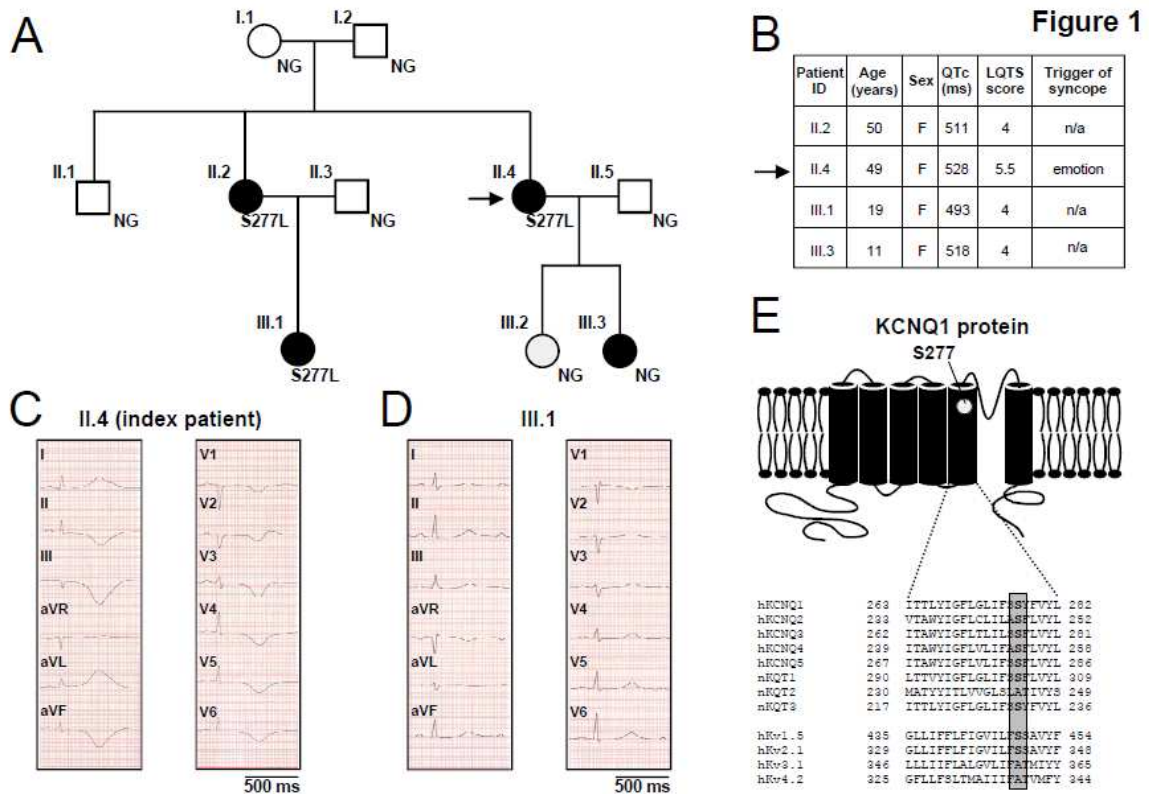 Figure 1
A
I.1
I.2
NG
NG
II.1
II.2
II.3
II.4
II.5
NG
S277L
NG
S277L
NG
III.1
III.2
III.3
S277L
NG
NG
B
Patient ID Age (years) Sex QTc (ms) LQTS score Trigger of syncope
II.2 50 F 511 4 n/a
II.4 49 F 528 5.5 emotion
III.1 19 F 493 4 n/a
III.3 11 F 518 4 n/a
C
II.4 (index patient)
I
II
III
aVR
aVL
aVF
V1
V2
V3
V4
V5
V6
500 ms
D
III.1
I
II
III
aVR
aVL
aVF
V1
V2
V3
V4
V5
V6
500 ms
E
KCNQ1 protein
S277
hKCNQ1 263 ITTLYIGFLGLIFSSYFVYL 282
hKCNQ2 233 VTAWYIGFLCLILASFLVYL 252
hKCNQ3 262 ITAWYIGFLTLILSSFLVYL 281
hKCNQ4 239 ITAWYIGFLVLIFASFLVYL 258
hKCNQ5 267 ITAWYIGFLVLIFSSFLVYL 286
nKQT1 290 LTTVYIGFLGLIFSSYFVYL 309
nKQT2 230 MATYYITLVVGLSLATIVYS 249
nKQT3 217 ITTLYIGFLGLIFSSYFVYL 236
hKv1.5 435 GLLIFFLFIGVILFSSAVYF 454
hKv2.1 329 GLLIFFLFIGVILFSSAVYF 348
hKv3.1 346 LLLIIFLALGVLIFATMIYY 365
hKv4.2 325 GFLLFSLTMAIIIFATVMFY 344